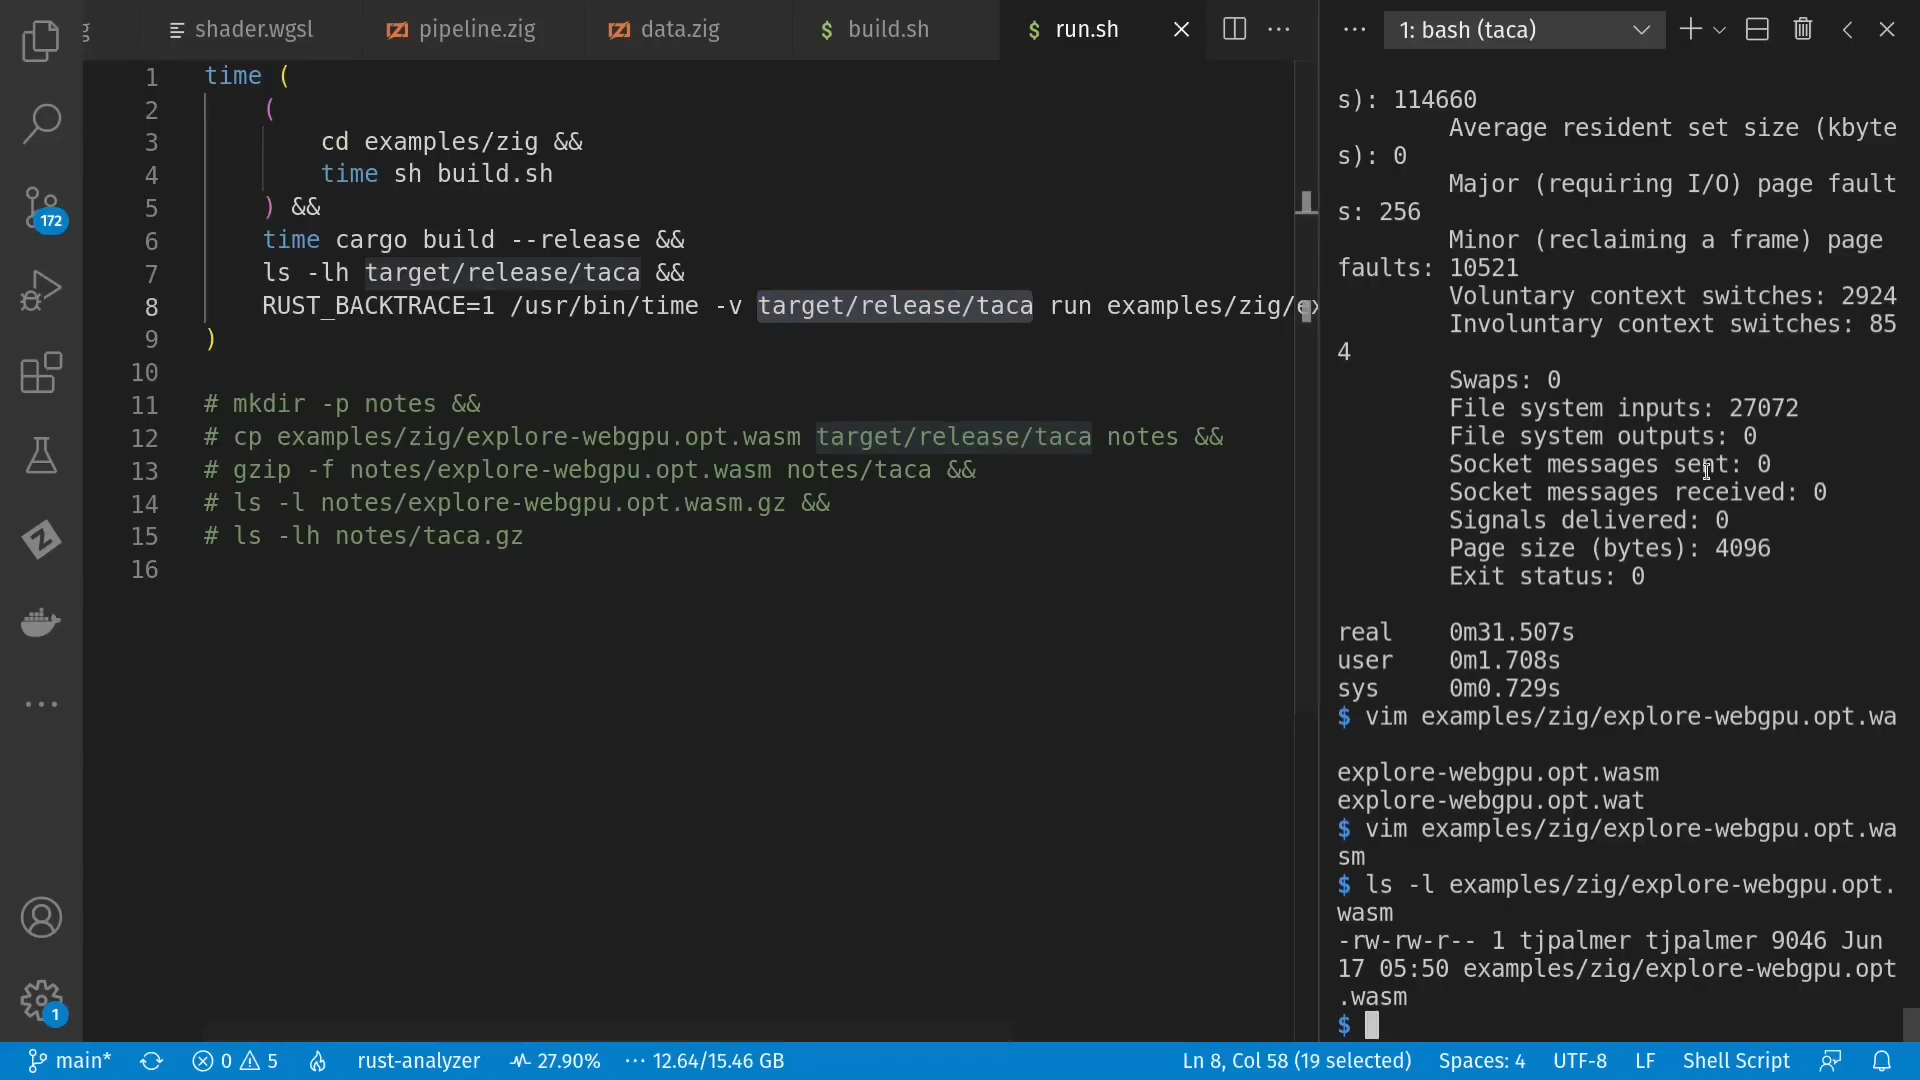 g
shader.wgsl
pipeline.zig
data.zig
$ build.sh
$ run.sh
1: bash (taca)
1 time (
2 (
3 cd examples/zig &&
4 time sh build.sh
5 ) &&
6 time cargo build --release &&
7 ls -lh target/release/taca &&
8 RUST_BACKTRACE=1 /usr/bin/time -v target/release/taca run examples/zig/ex
9 )
10
11 # mkdir -p notes &&
12 # cp examples/zig/explore-webgpu.opt.wasm target/release/taca notes &&
13 # gzip -f notes/explore-webgpu.opt.wasm notes/taca &&
14 # ls -l notes/explore-webgpu.opt.wasm.gz &&
15 # ls -lh notes/taca.gz
16
s): 114660
Average resident set size (kbyte
s): 0
Major (requiring I/O) page fault
s: 256
Minor (reclaiming a frame) page
faults: 10521
Voluntary context switches: 2924
Involuntary context switches: 85
4
Swaps: 0
File system inputs: 27072
File system outputs: 0
Socket messages sent: 0
Socket messages received: 0
Signals delivered: 0
Page size (bytes): 4096
Exit status: 0
real 0m31.507s
user 0m1.708s
sys 0m0.729s
$ vim examples/zig/explore-webgpu.opt.wa
explore-webgpu.opt.wasm
explore-webgpu.opt.wat
$ vim examples/zig/explore-webgpu.opt.wa
sm
$ ls -l examples/zig/explore-webgpu.opt.
wasm
-rw-rw-r-- 1 tjpalmer tjpalmer 9046 Jun
17 05:50 examples/zig/explore-webgpu.opt
.wasm
$
172
1
main* 0 5 rust-analyzer 27.90% 12.64/15.46 GB Ln 8, Col 58 (19 selected) Spaces: 4 UTF-8 LF Shell Script